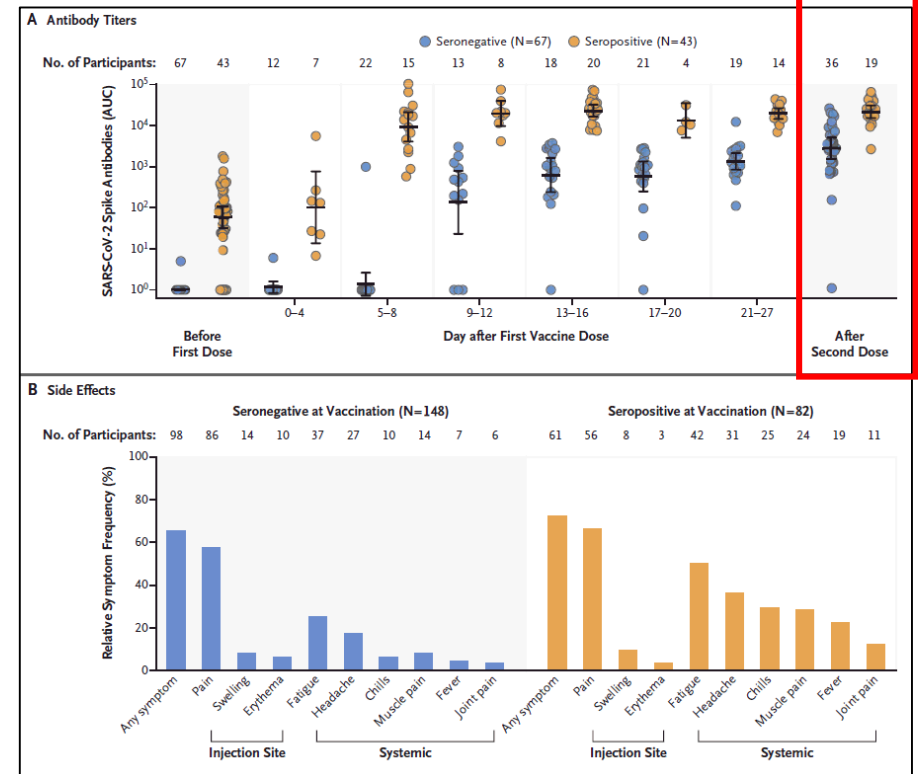 A Antibody Titers
Seronegative (N=67) Seropositive (N=43)
No. of Participants: 67 43 12 7 22 15 13 8 18 20 21 4 19 14 36 19
SARS-CoV-2 Spike Antibodies (AUC)
10⁵
10⁴
10³
10²
10¹
10⁰
0–4 5–8 9–12 13–16 17–20 21–27
Before Day after First Vaccine Dose After
First Dose Second Dose
B Side Effects
Seronegative at Vaccination (N=148) Seropositive at Vaccination (N=82)
No. of Participants: 98 86 14 10 37 27 10 14 7 6 61 56 8 3 42 31 25 24 19 11
Relative Symptom Frequency (%)
100
80
60
40
20
0
Any symptom Pain Swelling Erythema Fatigue Headache Chills Muscle pain Fever Joint pain Any symptom Pain Swelling Erythema Fatigue Headache Chills Muscle pain Fever Joint pain
Injection Site Systemic Injection Site Systemic